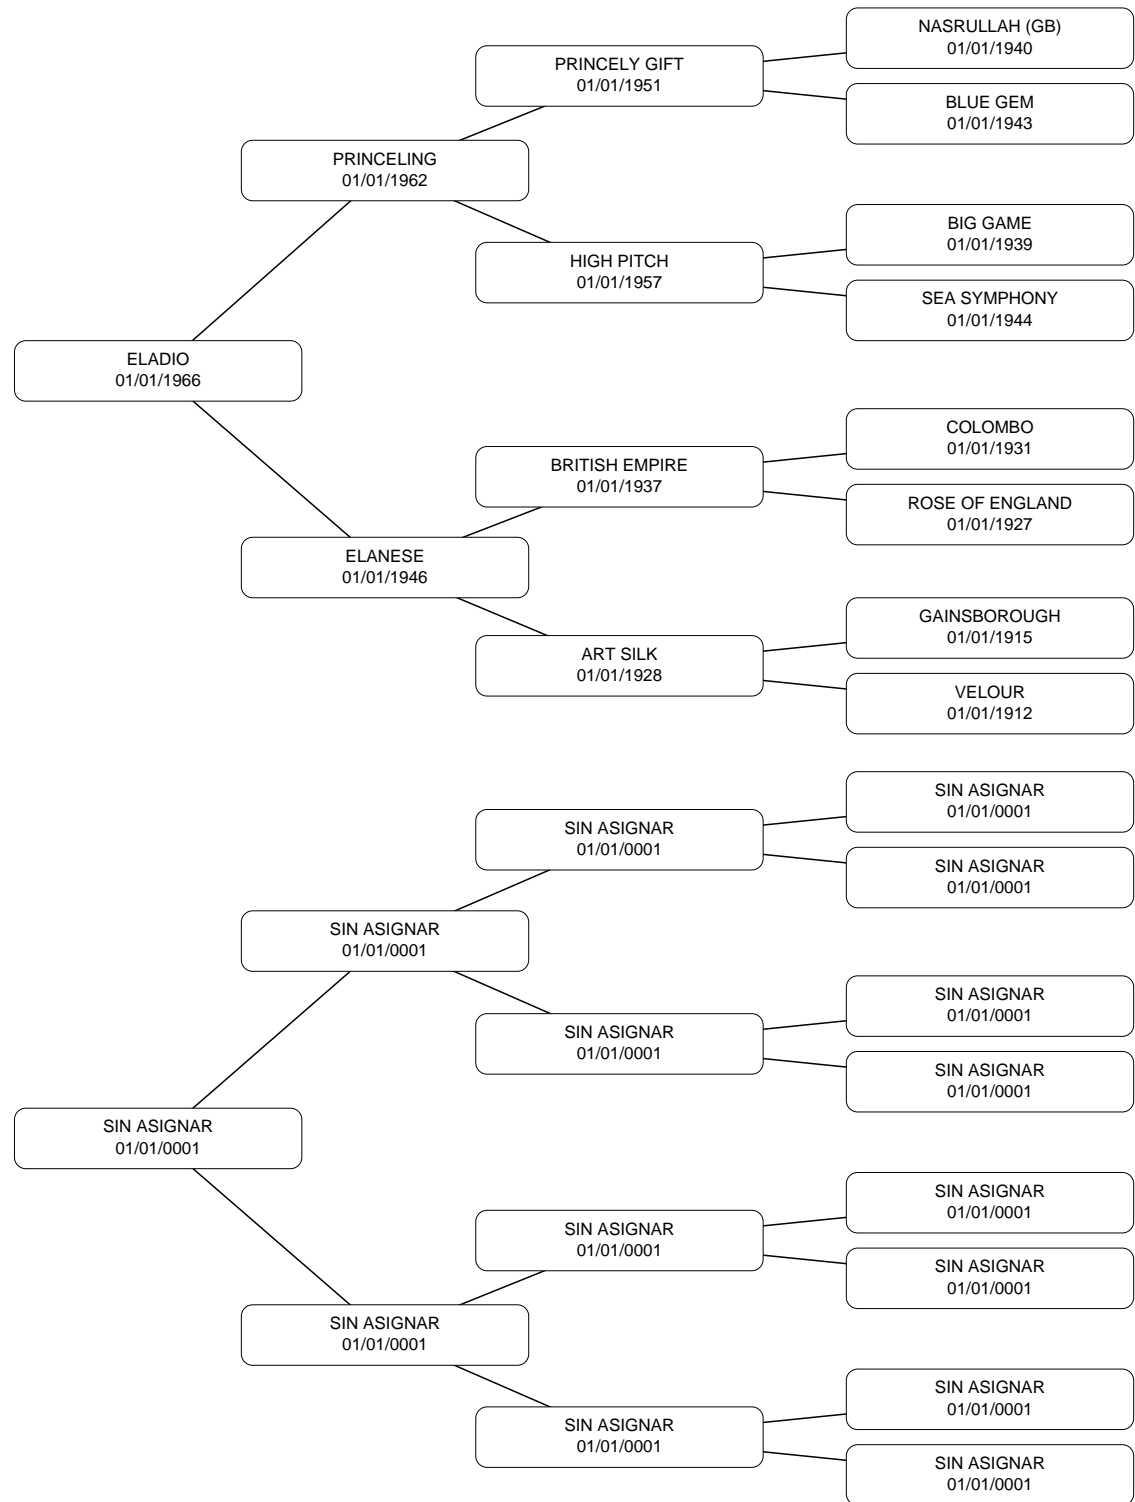 NASRULLAH (GB)
01/01/1940
PRINCELY GIFT
01/01/1951
BLUE GEM
01/01/1943
PRINCELING
01/01/1962
BIG GAME
01/01/1939
HIGH PITCH
01/01/1957
SEA SYMPHONY
01/01/1944
ELADIO
01/01/1966
COLOMBO
01/01/1931
BRITISH EMPIRE
01/01/1937
ROSE OF ENGLAND
01/01/1927
ELANESE
01/01/1946
GAINSBOROUGH
01/01/1915
ART SILK
01/01/1928
VELOUR
01/01/1912
SIN ASIGNAR
01/01/0001
SIN ASIGNAR
01/01/0001
SIN ASIGNAR
01/01/0001
SIN ASIGNAR
01/01/0001
SIN ASIGNAR
01/01/0001
SIN ASIGNAR
01/01/0001
SIN ASIGNAR
01/01/0001
SIN ASIGNAR
01/01/0001
SIN ASIGNAR
01/01/0001
SIN ASIGNAR
01/01/0001
SIN ASIGNAR
01/01/0001
SIN ASIGNAR
01/01/0001
SIN ASIGNAR
01/01/0001
SIN ASIGNAR
01/01/0001
SIN ASIGNAR
01/01/0001